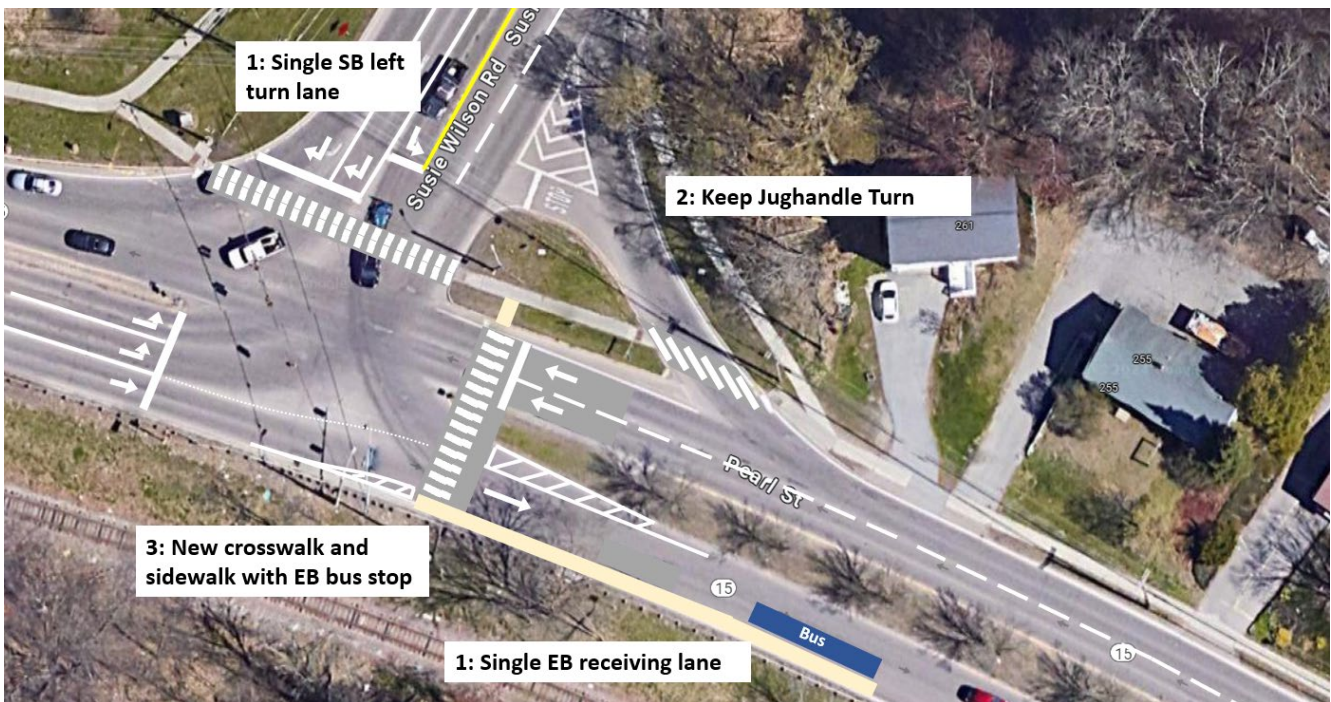 1: Single SB left
turn lane
Susie Wilson Rd
Susi
STOP
2: Keep Jughandle Turn
261
255
255
Pearl St
3: New crosswalk and
sidewalk with EB bus stop
15
Bus
15
1: Single EB receiving lane